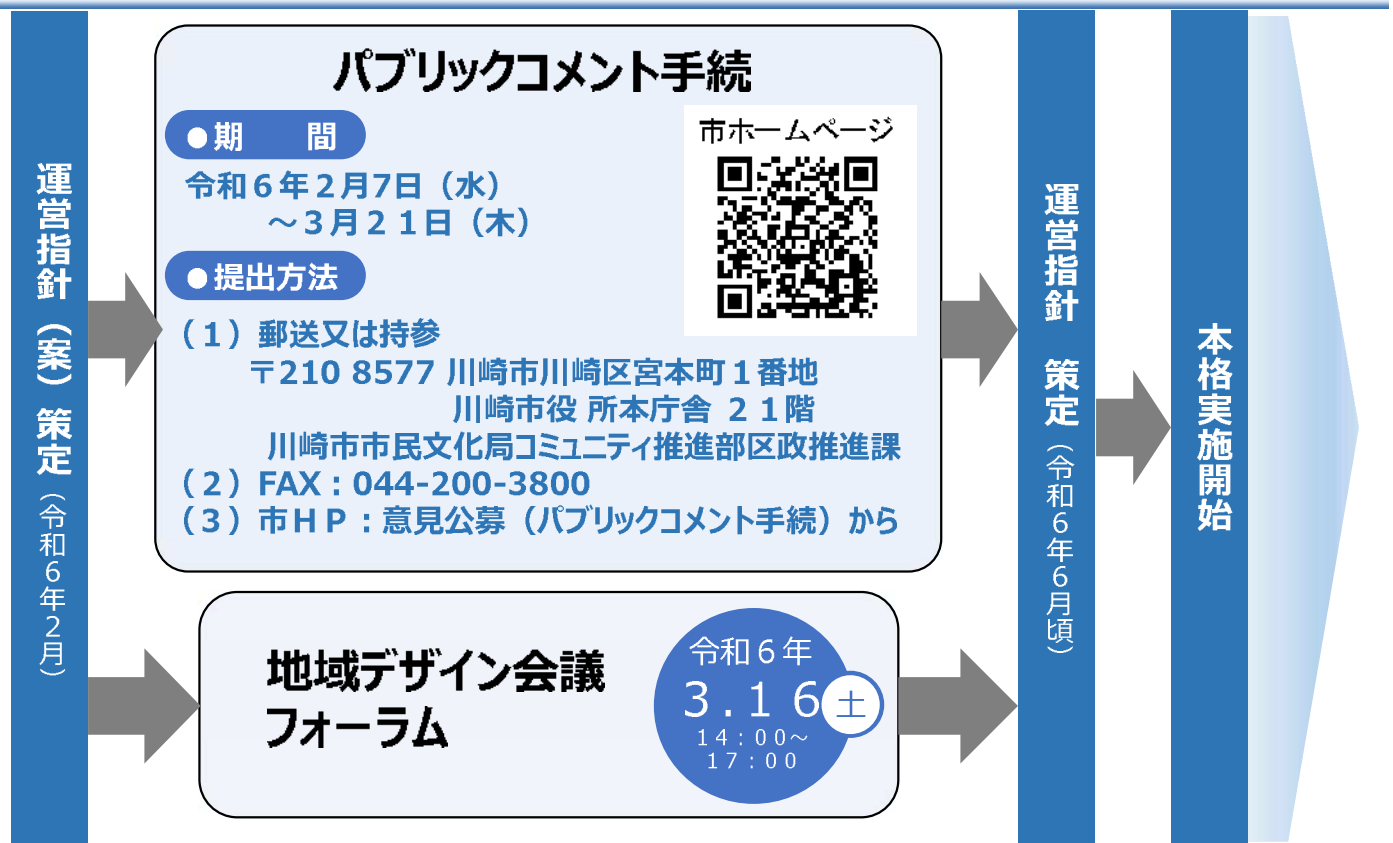 運営指針（案）策定（令和６年２月）
パブリックコメント手続
●期　　間
令和６年２月7日（水）
～３月２１日（木）
市ホームページ
●提出方法
（１）郵送又は持参
〒210 8577 川崎市川崎区宮本町１番地
川崎市役 所本庁舎 ２１階
川崎市市民文化局コミュニティ推進部区政推進課
（２）FAX：044-200-3800
（３）市ＨＰ：意見公募（パブリックコメント手続）から
地域デザイン会議
フォーラム
令和６年
３.１６
土
１４：００～
１７：００
運営指針　策定（令和６年６月頃）
本格実施開始